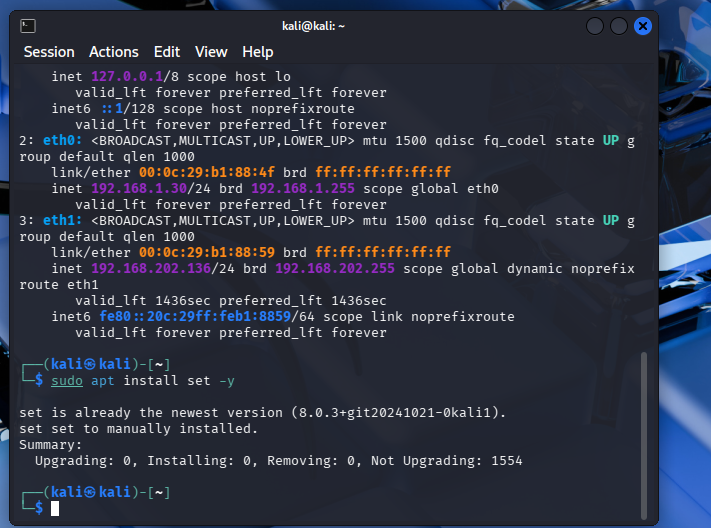 kali@kali: ~
Session Actions Edit View Help
inet 127.0.0.1/8 scope host lo
valid_lft forever preferred_lft forever
inet6 ::1/128 scope host noprefixroute
valid_lft forever preferred_lft forever
2: eth0: <BROADCAST,MULTICAST,UP,LOWER_UP> mtu 1500 qdisc fq_codel state UP g
roup default qlen 1000
link/ether 00:0c:29:b1:88:4f brd ff:ff:ff:ff:ff:ff
inet 192.168.1.30/24 brd 192.168.1.255 scope global eth0
valid_lft forever preferred_lft forever
3: eth1: <BROADCAST,MULTICAST,UP,LOWER_UP> mtu 1500 qdisc fq_codel state UP g
roup default qlen 1000
link/ether 00:0c:29:b1:88:59 brd ff:ff:ff:ff:ff:ff
inet 192.168.202.136/24 brd 192.168.202.255 scope global dynamic noprefix
route eth1
valid_lft 1436sec preferred_lft 1436sec
inet6 fe80::20c:29ff:feb1:8859/64 scope link noprefixroute
valid_lft forever preferred_lft forever
┌──(kali㉿kali)-[~]
└─$ sudo apt install set -y
set is already the newest version (8.0.3+git20241021-0kali1).
set set to manually installed.
Summary:
Upgrading: 0, Installing: 0, Removing: 0, Not Upgrading: 1554
┌──(kali㉿kali)-[~]
└─$